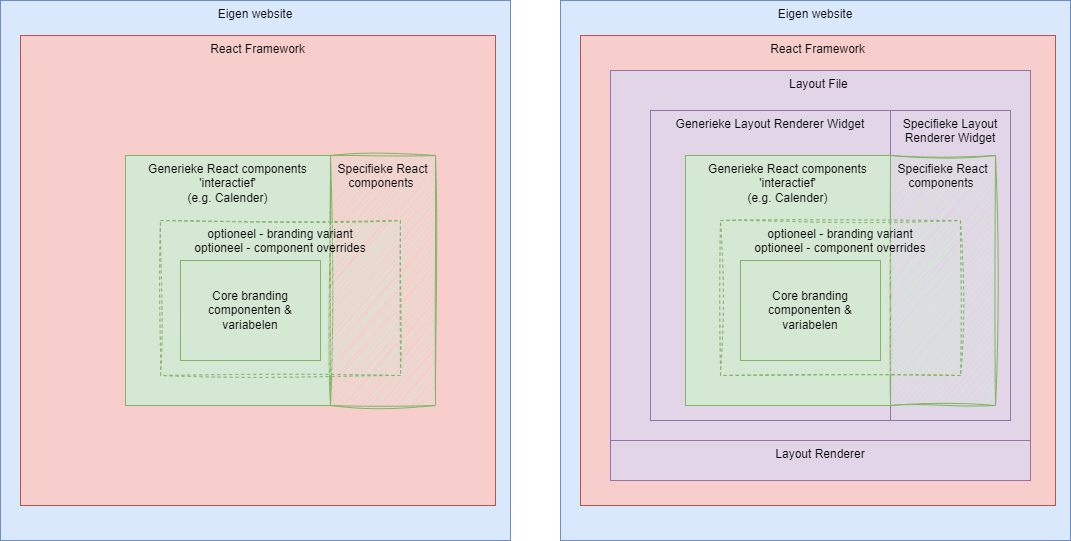 Eigen website
React Framework
Generieke React components
'interactief'
(e.g. Calender)
Specifieke React
components
optioneel - branding variant
optioneel - component overrides
Core branding
componenten &
variabelen
Eigen website
React Framework
Layout File
Generieke Layout Renderer Widget
Specifieke Layout
Renderer Widget
Generieke React components
'interactief'
(e.g. Calender)
Specifieke React
components
optioneel - branding variant
optioneel - component overrides
Core branding
componenten &
variabelen
Layout Renderer